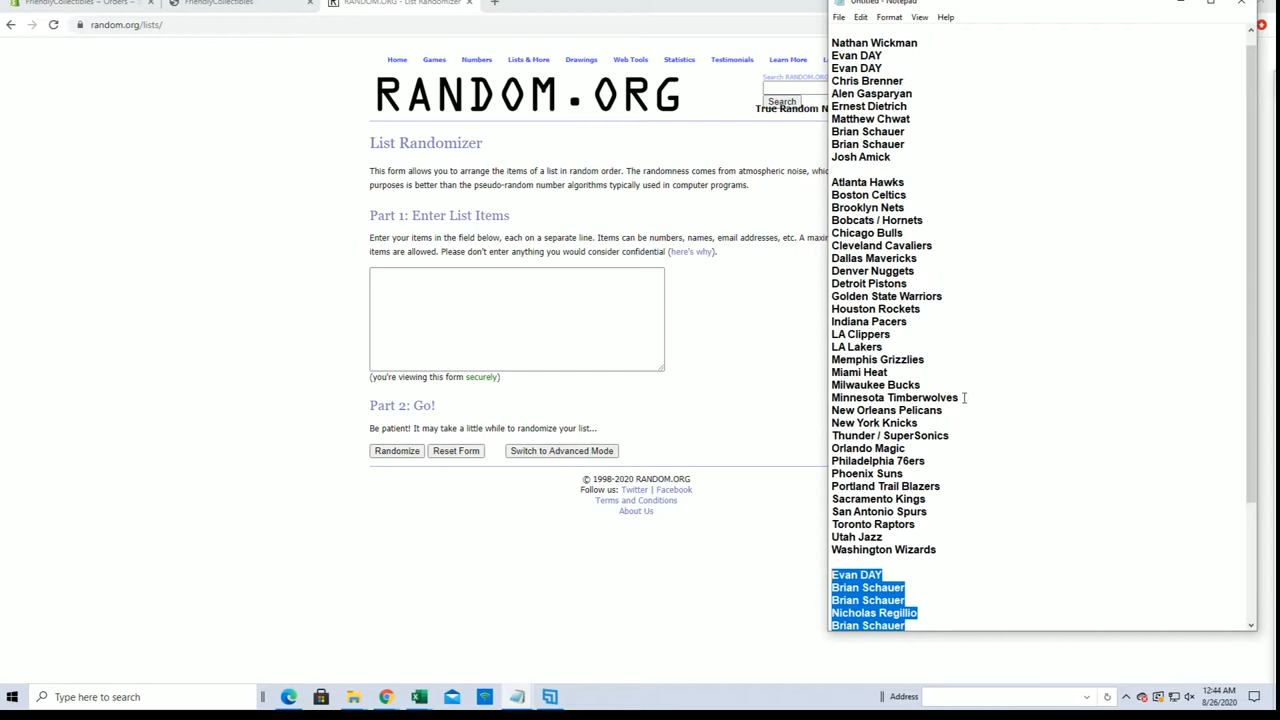 FriendlyCollectibles – Orders –
FriendlyCollectibles
RANDOM.ORG - List Randomizer
random.org/lists/
Home Games Numbers Lists & More Drawings Web Tools Statistics Testimonials Learn More
Search RANDOM.ORG
RANDOM.ORG
Search
True Random N
List Randomizer
This form allows you to arrange the items of a list in random order. The randomness comes from atmospheric noise, whic
purposes is better than the pseudo-random number algorithms typically used in computer programs.
Part 1: Enter List Items
Enter your items in the field below, each on a separate line. Items can be numbers, names, email addresses, etc. A maxi
items are allowed. Please don't enter anything you would consider confidential (here's why).
(you're viewing this form securely)
Part 2: Go!
Be patient! It may take a little while to randomize your list...
Randomize Reset Form Switch to Advanced Mode
© 1998-2020 RANDOM.ORG
Follow us: Twitter | Facebook
Terms and Conditions
About Us
Untitled - Notepad
File Edit Format View Help
Nathan Wickman
Evan DAY
Evan DAY
Chris Brenner
Alen Gasparyan
Ernest Dietrich
Matthew Chwat
Brian Schauer
Brian Schauer
Josh Amick
Atlanta Hawks
Boston Celtics
Brooklyn Nets
Bobcats / Hornets
Chicago Bulls
Cleveland Cavaliers
Dallas Mavericks
Denver Nuggets
Detroit Pistons
Golden State Warriors
Houston Rockets
Indiana Pacers
LA Clippers
LA Lakers
Memphis Grizzlies
Miami Heat
Milwaukee Bucks
Minnesota Timberwolves
New Orleans Pelicans
New York Knicks
Thunder / SuperSonics
Orlando Magic
Philadelphia 76ers
Phoenix Suns
Portland Trail Blazers
Sacramento Kings
San Antonio Spurs
Toronto Raptors
Utah Jazz
Washington Wizards
Evan DAY
Brian Schauer
Brian Schauer
Nicholas Regillio
Brian Schauer
Type here to search
Address
12:44 AM
8/26/2020